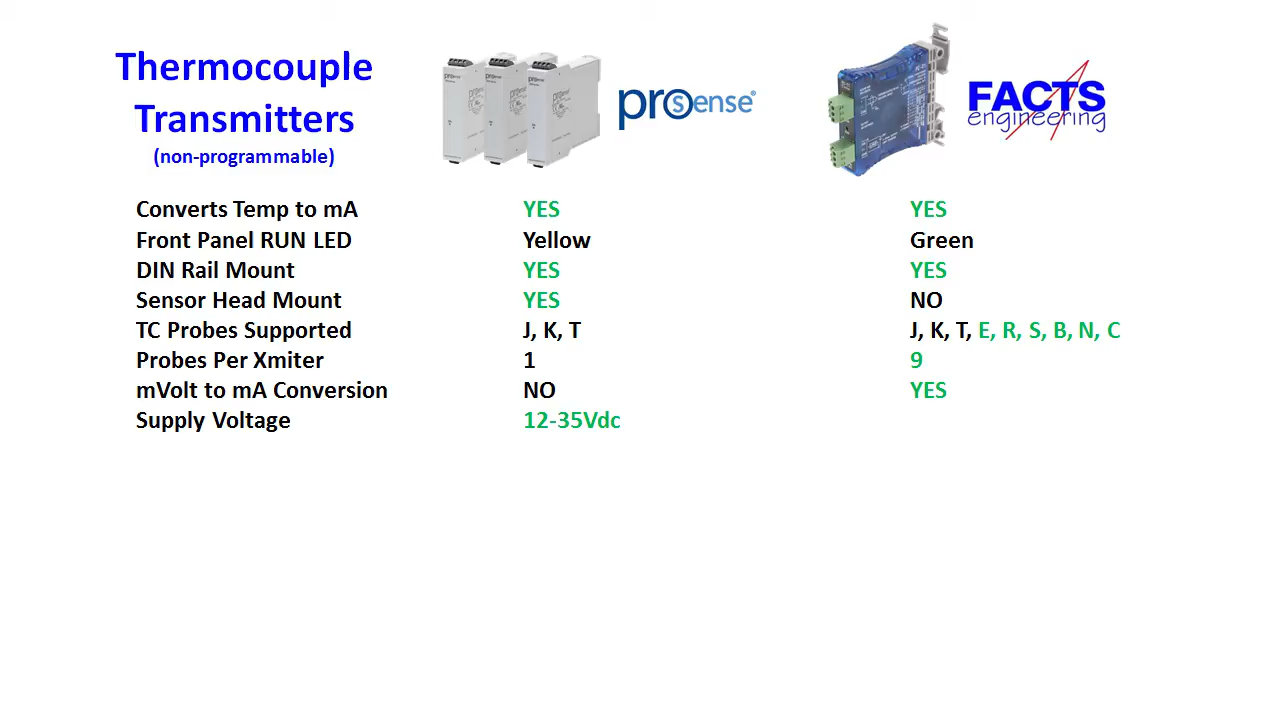 Thermocouple
Transmitters
(non-programmable)
prosense®
FACTS
engineering
Converts Temp to mA YES YES
Front Panel RUN LED Yellow Green
DIN Rail Mount YES YES
Sensor Head Mount YES NO
TC Probes Supported J, K, T J, K, T, E, R, S, B, N, C
Probes Per Xmiter 1 9
mVolt to mA Conversion NO YES
Supply Voltage 12-35Vdc